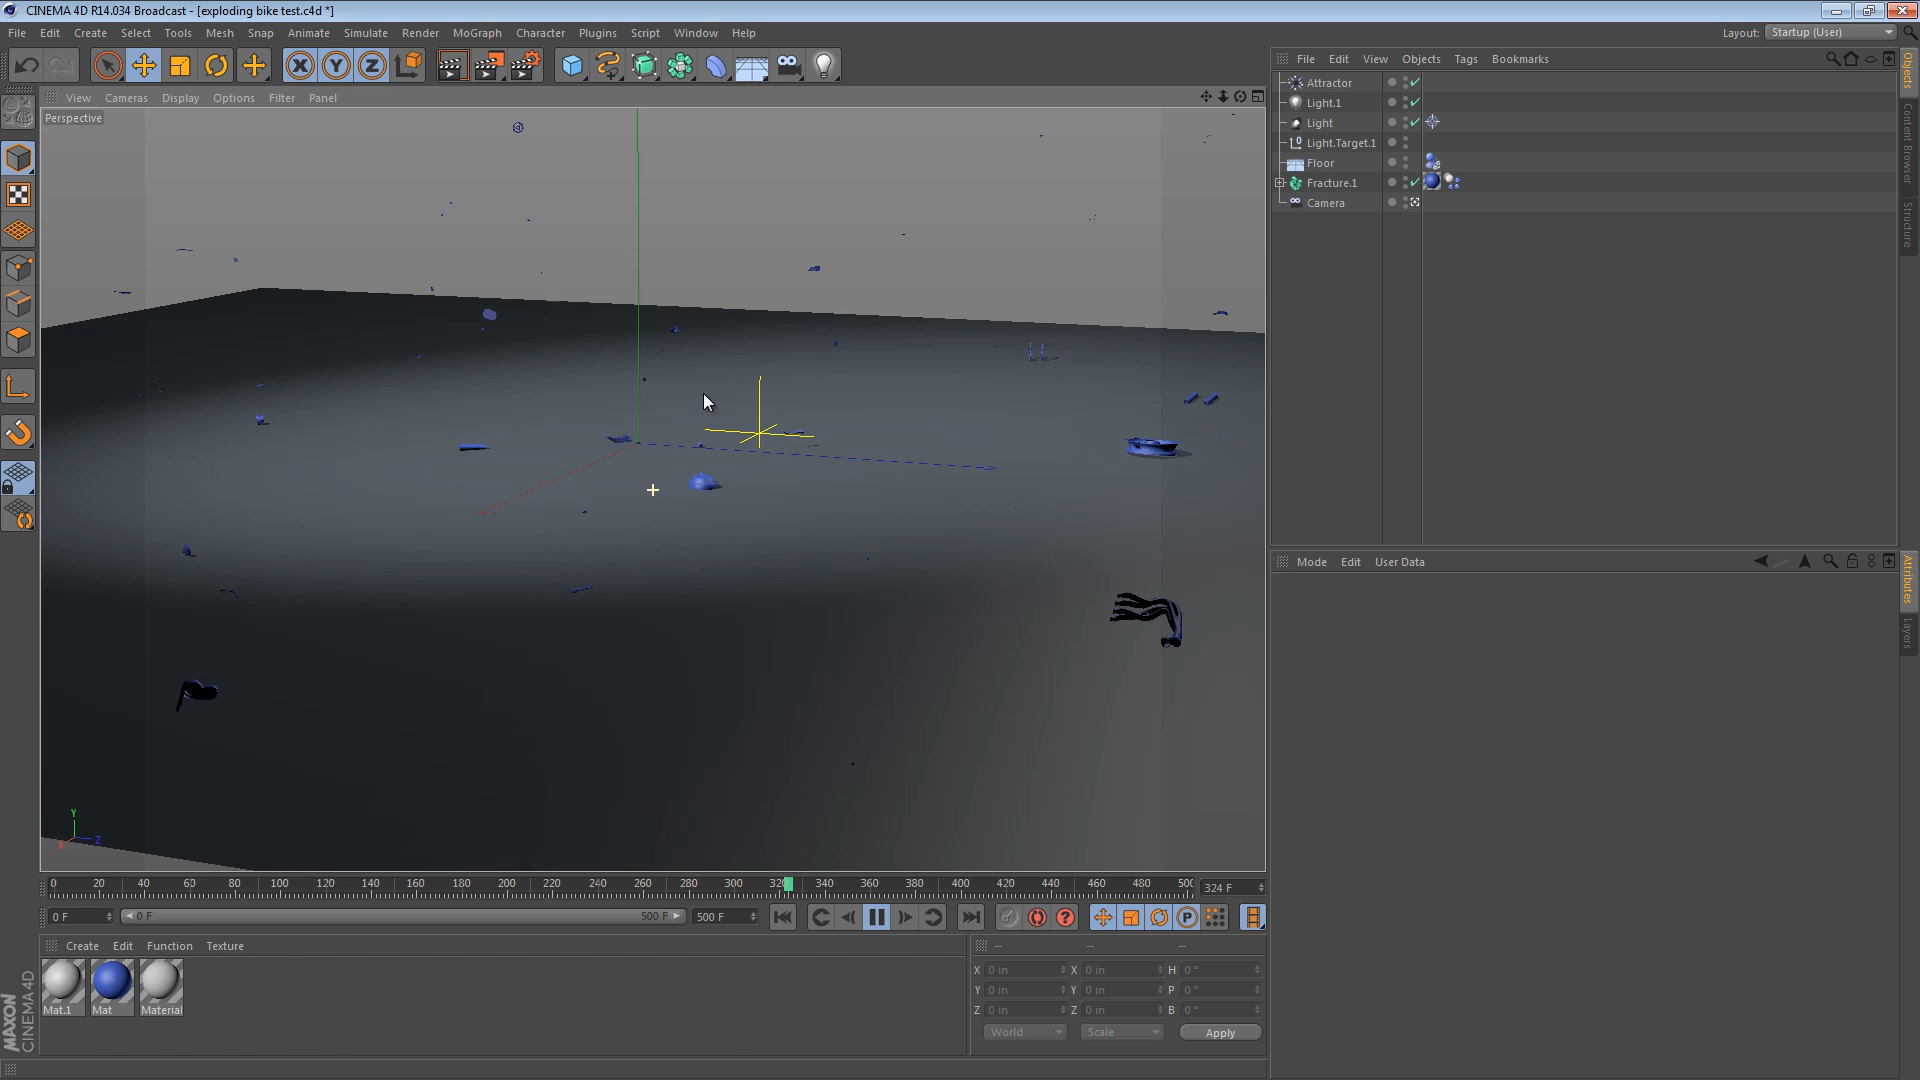 CINEMA 4D R14.034 Broadcast - [exploding bike test.c4d *]
File Edit Create Select Tools Mesh Snap Animate Simulate Render MoGraph Character Plugins Script Window Help
Layout: Startup (User)
File Edit View Objects Tags Bookmarks
View Cameras Display Options Filter Panel
Perspective
Attractor
Light.1
Light
Light.Target.1
Floor
Fracture.1
Camera
Objects
Content Browser
Structure
Mode Edit User Data
Attributes
Layers
Y
X
Z
0 20 40 60 80 100 120 140 160 180 200 220 240 260 280 300 320 340 360 380 400 420 440 460 480 500
324 F
0 F
0 F
500 F
500 F
Create Edit Function Texture
Mat.1
Mat
Material
-- -- --
X 0 in X 0 in H 0 °
Y 0 in Y 0 in P 0 °
Z 0 in Z 0 in B 0 °
World Scale Apply
MAXON
CINEMA 4D